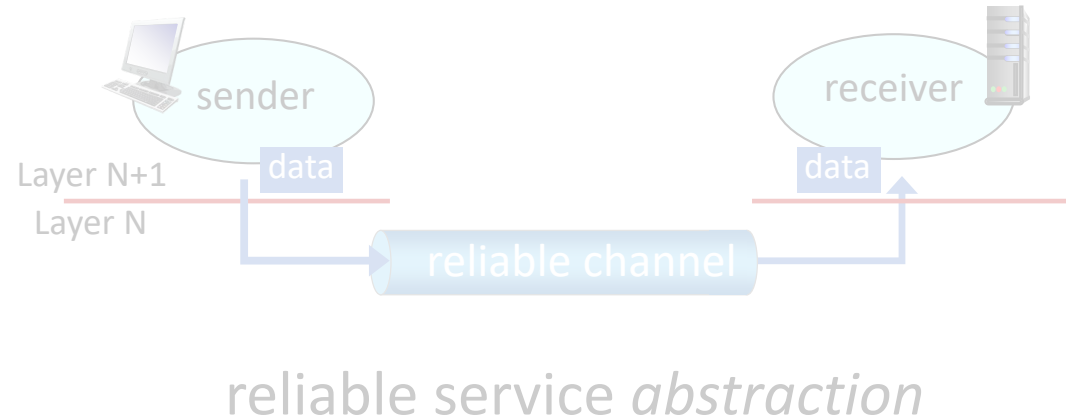 sender
receiver
data
data
Layer N+1
Layer N
reliable channel
reliable service abstraction